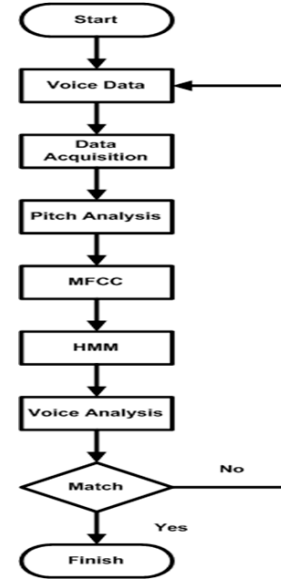 Start
Voice Data
Data
Acquisition
Pitch Analysis
MFCC
HMM
Voice Analysis
Match
No
Yes
Finish